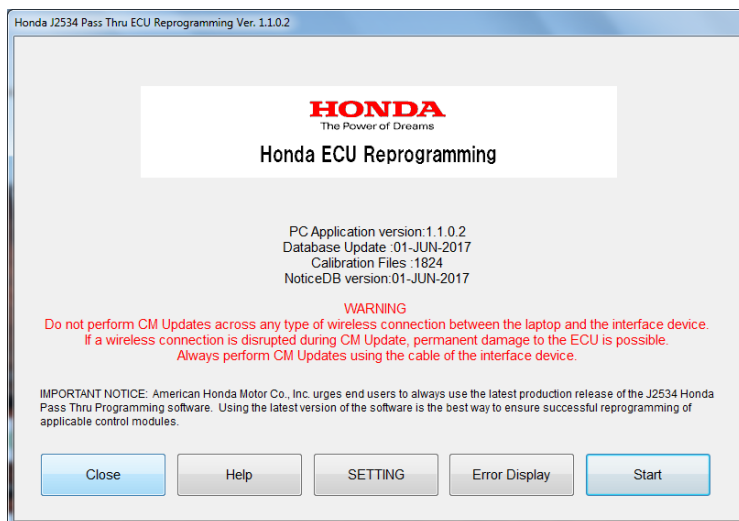 Honda J2534 Pass Thru ECU Reprogramming Ver. 1.1.0.2
HONDA
The Power of Dreams
Honda ECU Reprogramming
PC Application version:1.1.0.2
Database Update :01-JUN-2017
Calibration Files :1824
NoticeDB version:01-JUN-2017
WARNING
Do not perform CM Updates across any type of wireless connection between the laptop and the interface device.
If a wireless connection is disrupted during CM Update, permanent damage to the ECU is possible.
Always perform CM Updates using the cable of the interface device.
IMPORTANT NOTICE: American Honda Motor Co., Inc. urges end users to always use the latest production release of the J2534 Honda
Pass Thru Programming software. Using the latest version of the software is the best way to ensure successful reprogramming of
applicable control modules.
Close Help SETTING Error Display Start